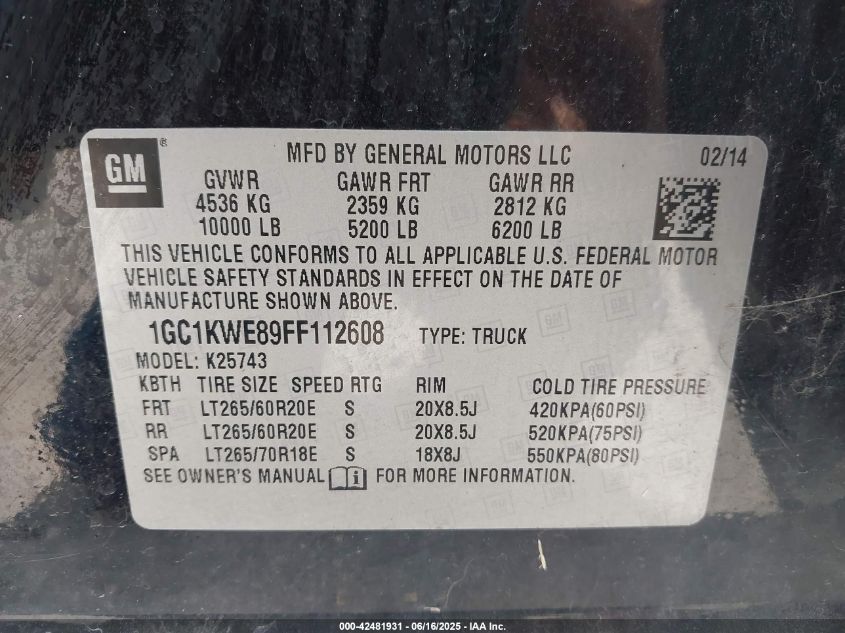 GM® MFD BY GENERAL MOTORS LLC 02/14
GVWR GAWR FRT GAWR RR
4536 KG 2359 KG 2812 KG
10000 LB 5200 LB 6200 LB
THIS VEHICLE CONFORMS TO ALL APPLICABLE U.S. FEDERAL MOTOR
VEHICLE SAFETY STANDARDS IN EFFECT ON THE DATE OF
MANUFACTURE SHOWN ABOVE.
1GC1KWE89FF112608 TYPE: TRUCK
MODEL: K25743
KBTH TIRE SIZE SPEED RTG RIM COLD TIRE PRESSURE
FRT LT265/60R20E S 20X8.5J 420KPA(60PSI)
RR LT265/60R20E S 20X8.5J 520KPA(75PSI)
SPA LT265/70R18E S 18X8J 550KPA(80PSI)
SEE OWNER'S MANUAL i FOR MORE INFORMATION.
000-42481931 - 06/16/2025 - IAA Inc.